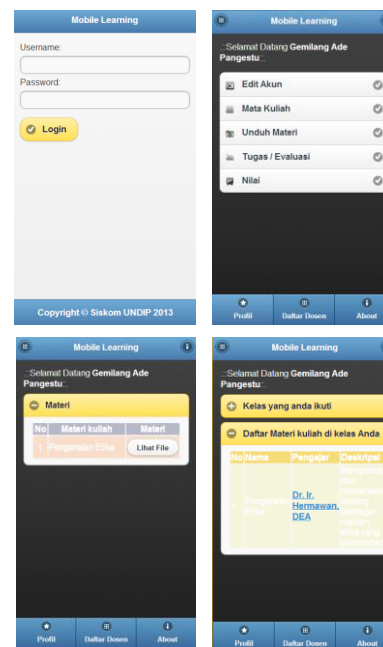 Mobile Learning
Username:
Password:
Login
Copyright © Siskom UNDIP 2013
Mobile Learning
.::Selamat Datang Gemilang Ade
Pangestu::.
Edit Akun
Mata Kuliah
Unduh Materi
Tugas / Evaluasi
Nilai
Profil Daftar Dosen About
Mobile Learning
.::Selamat Datang Gemilang Ade
Pangestu::.
Materi
No Materi kuliah Materi
1 Pengenalan Etika Lihat File
Profil Daftar Dosen About
Mobile Learning
.::Selamat Datang Gemilang Ade
Pangestu::.
Kelas yang anda ikuti
Daftar Materi kuliah di kelas Anda
No Nama Pengajar Deskripsi
Dr. Ir.
Hermawan,
DEA
Profil Daftar Dosen About